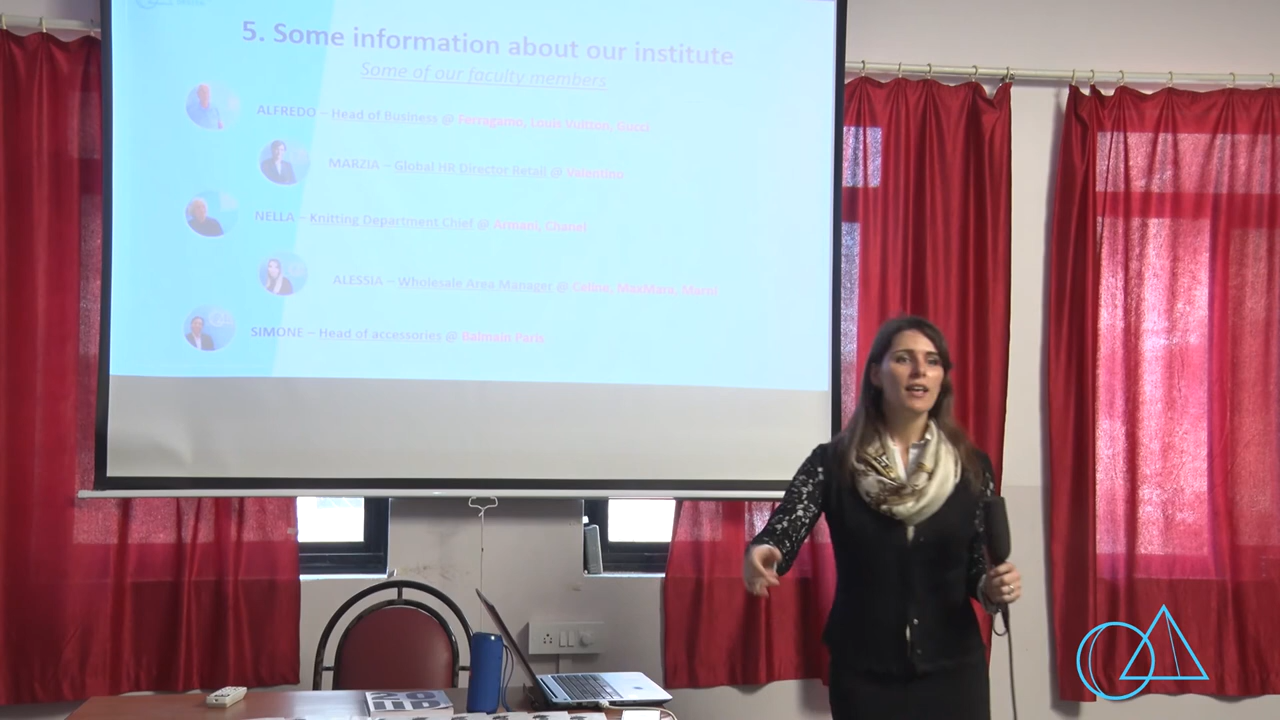 5. Some information about our institute
Some of our faculty members
ALFREDO – Head of Business @ Ferragamo, Louis Vuitton, Gucci
MARZIA – Global HR Director Retail @ Valentino
NELLA – Knitting Department Chief @ Armani, Chanel
ALESSIA – Wholesale Area Manager @ Celine, MaxMara, Marni
SIMONE – Head of accessories @ Balmain Paris